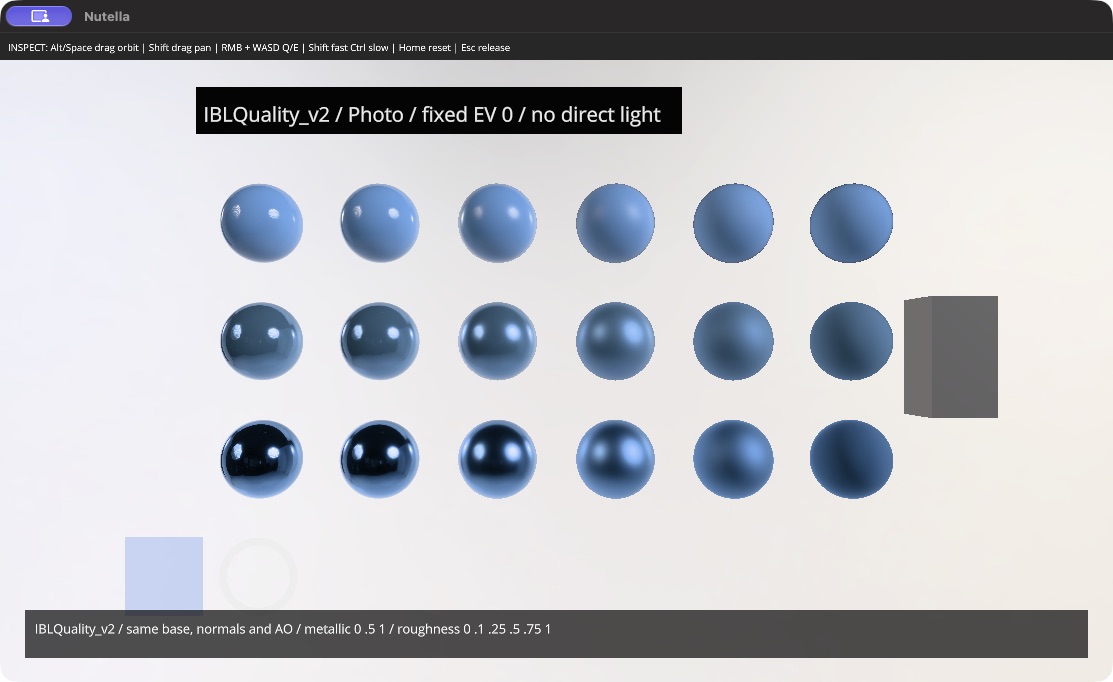 Nutella
INSPECT: Alt/Space drag orbit | Shift drag pan | RMB + WASD Q/E | Shift fast Ctrl slow | Home reset | Esc release
IBLQuality_v2 / Photo / fixed EV 0 / no direct light
IBLQuality_v2 / same base, normals and AO / metallic 0 .5 1 / roughness 0 .1 .25 .5 .75 1